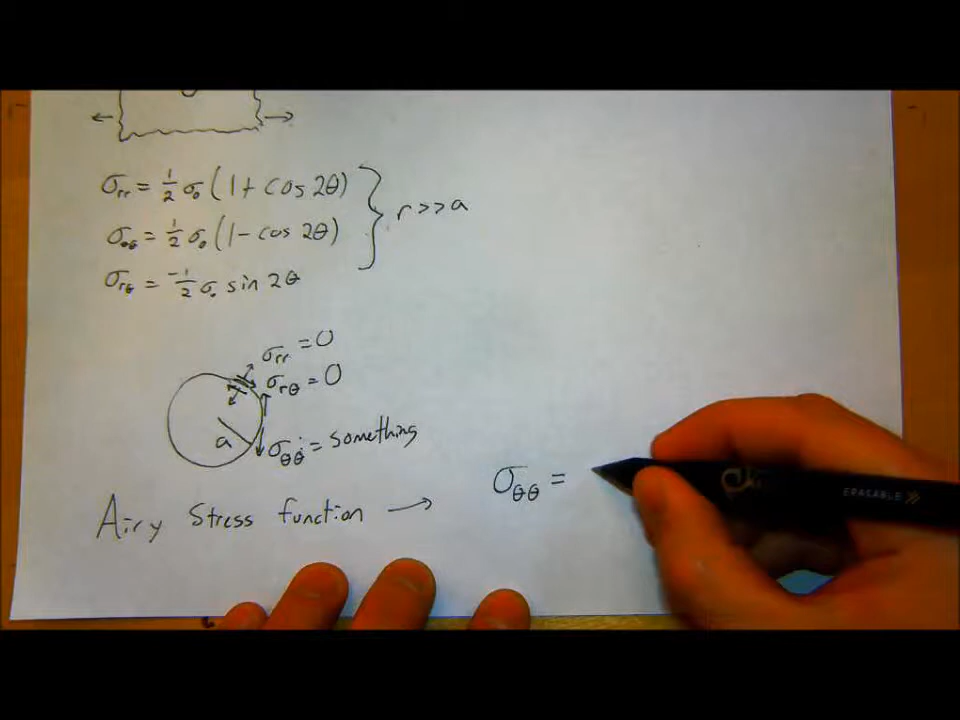 σrr = 1/2 σ₀ (1 + cos 2θ)
σθθ = 1/2 σ₀ (1 - cos 2θ)
σrθ = -1/2 σ₀ sin 2θ
r >> a
σrr = 0
σrθ = 0
a
σθθ = something
Airy Stress function → σθθ =
ERASABLE »